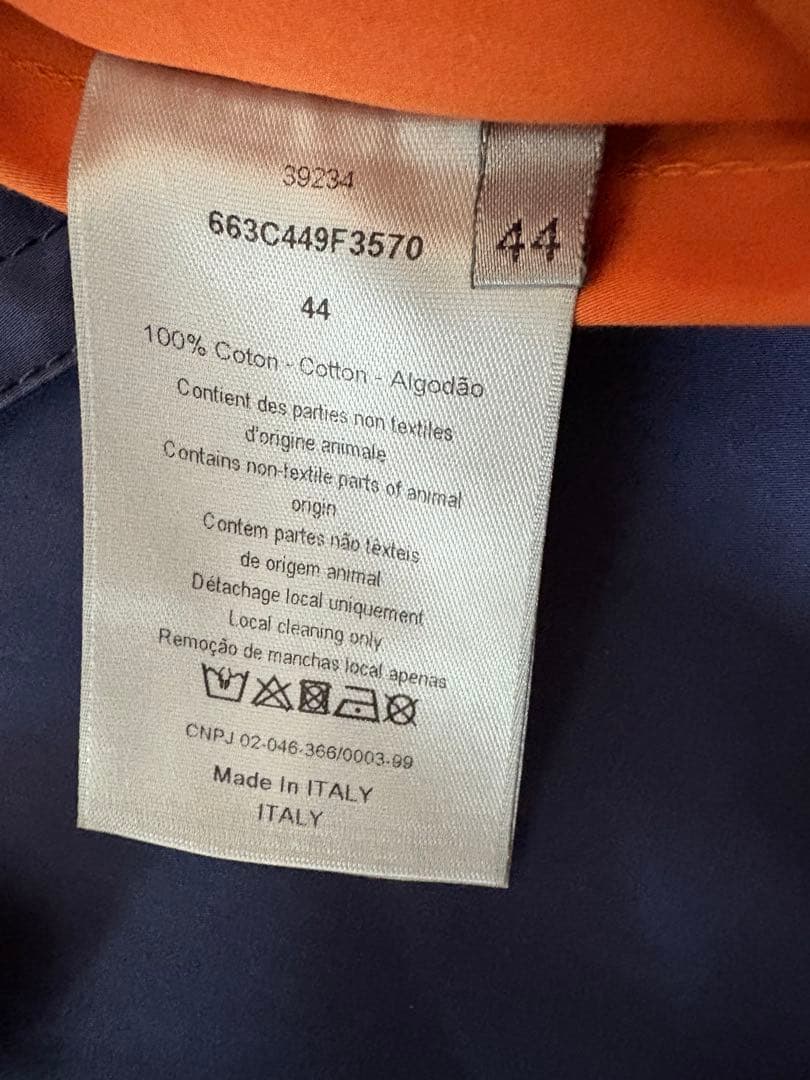 39234
663C449F3570
44
44
100% Coton - Cotton - Algodão
Contient des parties non textiles
d'origine animale
Contains non-textile parts of animal
origin
Contem partes não têxteis
de origem animal
Détachage local uniquement
Local cleaning only
Remoção de manchas local apenas
CNPJ 02-046-366/0003-99
Made In ITALY
ITALY